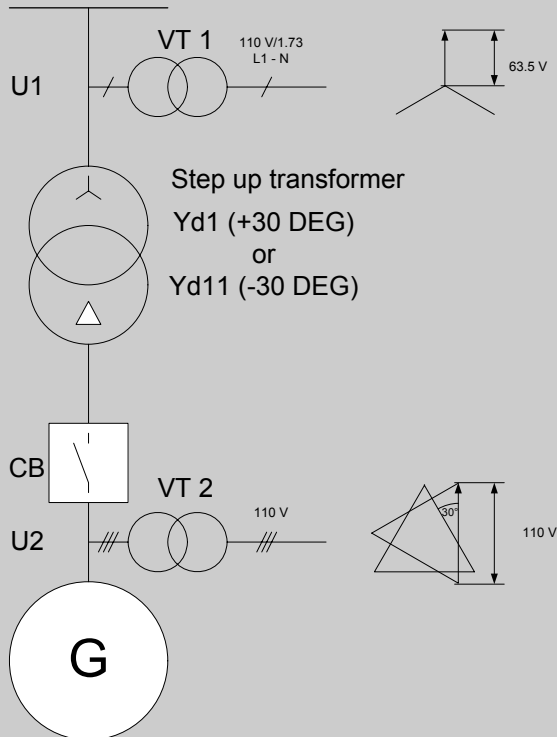 VT 1
110 V/1.73
L1 - N
U1
63.5 V
Step up transformer
Yd1 (+30 DEG)
or
Yd11 (-30 DEG)
CB
VT 2
110 V
U2
30°
110 V
G